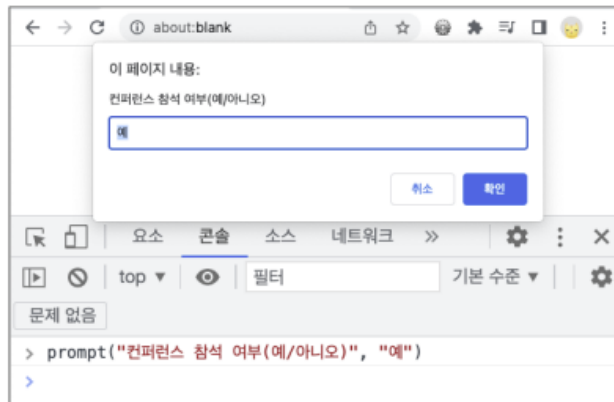 about:blank
이 페이지 내용:
컨퍼런스 참석 여부(예/아니오)
예
취소 확인
요소 콘솔 소스 네트워크 »
top ▼ 필터 기본 수준 ▼
문제 없음
> prompt("컨퍼런스 참석 여부(예/아니오)", "예")
>